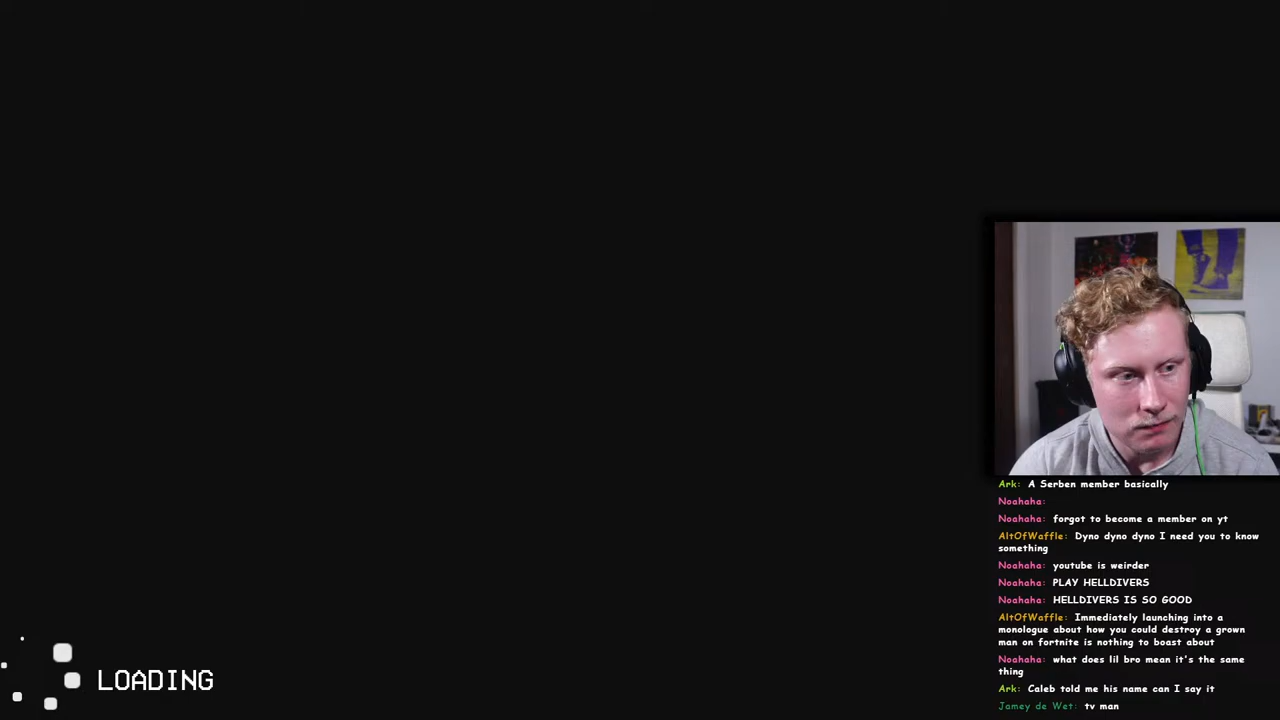 Ark: A Serben member basically
Noahaha:
Noahaha: forgot to become a member on yt
AltOfWaffle: Dyno dyno dyno I need you to know
something
Noahaha: youtube is weirder
Noahaha: PLAY HELLDIVERS
Noahaha: HELLDIVERS IS SO GOOD
AltOfWaffle: Immediately launching into a
monologue about how you could destroy a grown
man on fortnite is nothing to boast about
Noahaha: what does lil bro mean it's the same
thing
Ark: Caleb told me his name can I say it
Jamey de Wet: tv man
LOADING